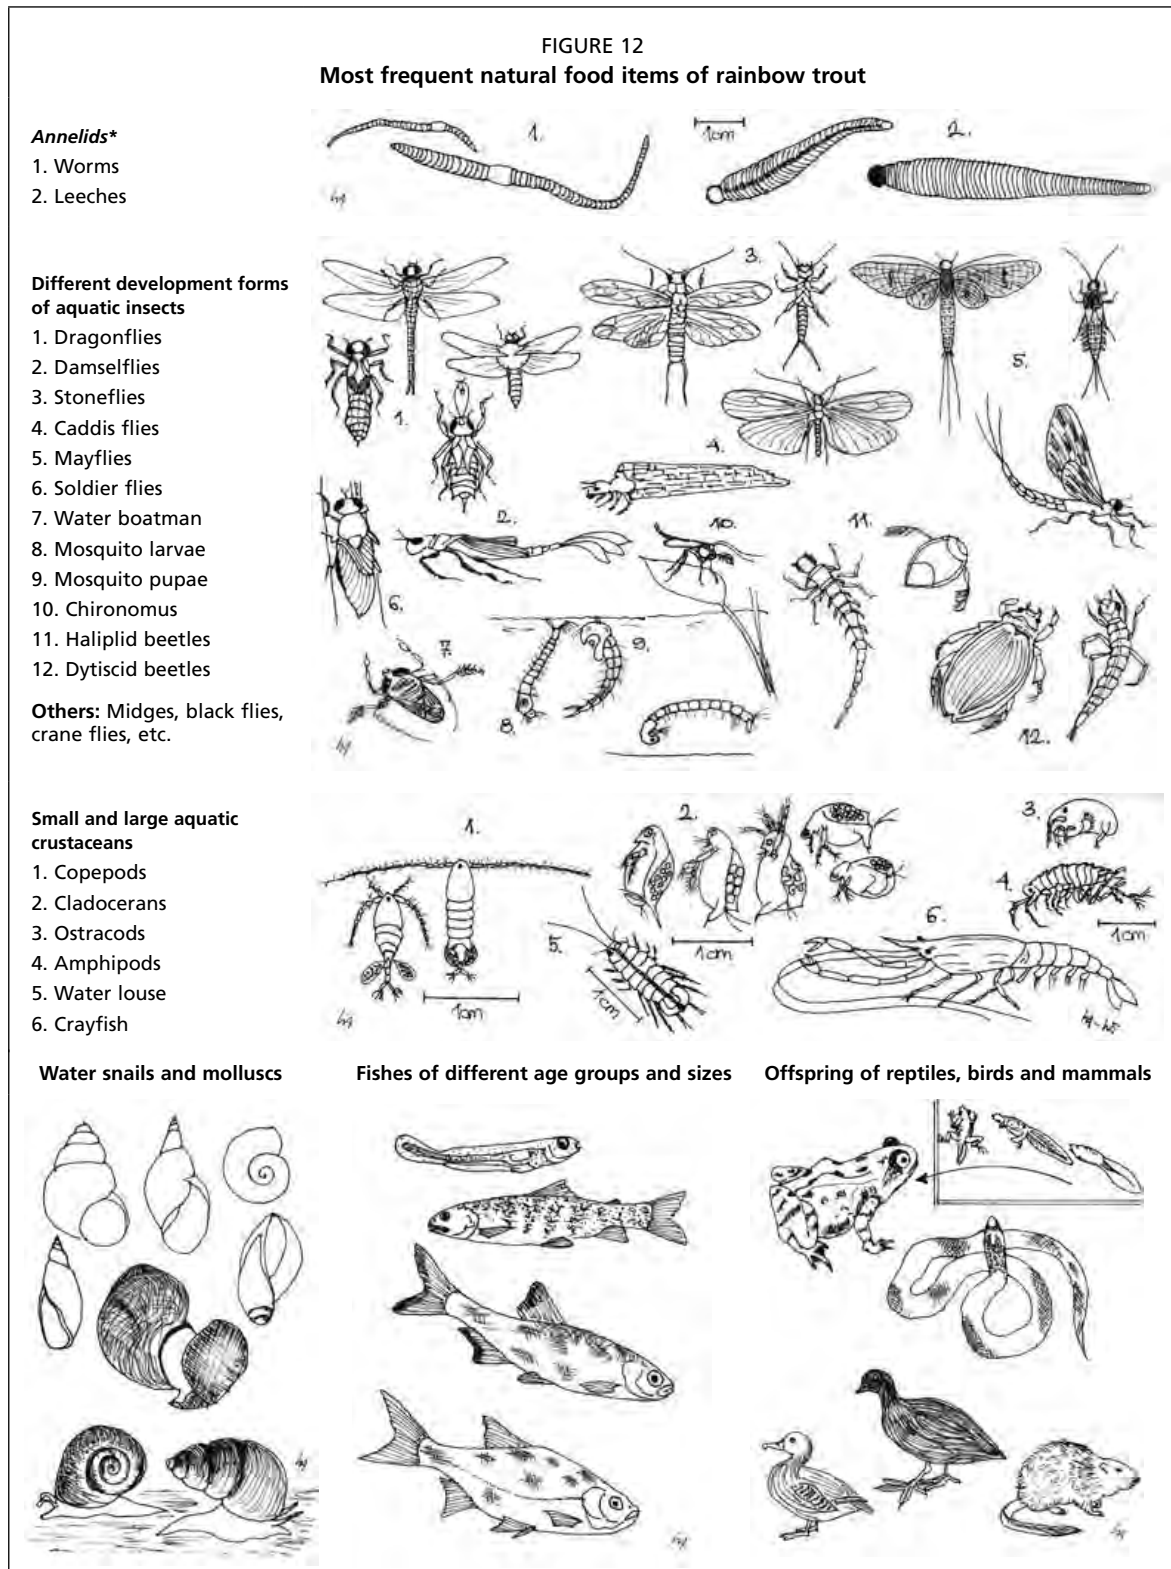 FIGURE 12
Most frequent natural food items of rainbow trout
Annelids*
1. Worms
2. Leeches
1.
1cm
2.
Different development forms
of aquatic insects
1. Dragonflies
2. Damselflies
3. Stoneflies
4. Caddis flies
5. Mayflies
6. Soldier flies
7. Water boatman
8. Mosquito larvae
9. Mosquito pupae
10. Chironomus
11. Haliplid beetles
12. Dytiscid beetles
Others: Midges, black flies,
crane flies, etc.
3.
5.
1.
4.
2.
10.
11.
6.
7.
9.
8.
12.
Small and large aquatic
crustaceans
1. Copepods
2. Cladocerans
3. Ostracods
4. Amphipods
5. Water louse
6. Crayfish
1.
2.
3.
4.
5.
6.
1cm
1cm
1cm
1cm
Water snails and molluscs
Fishes of different age groups and sizes
Offspring of reptiles, birds and mammals